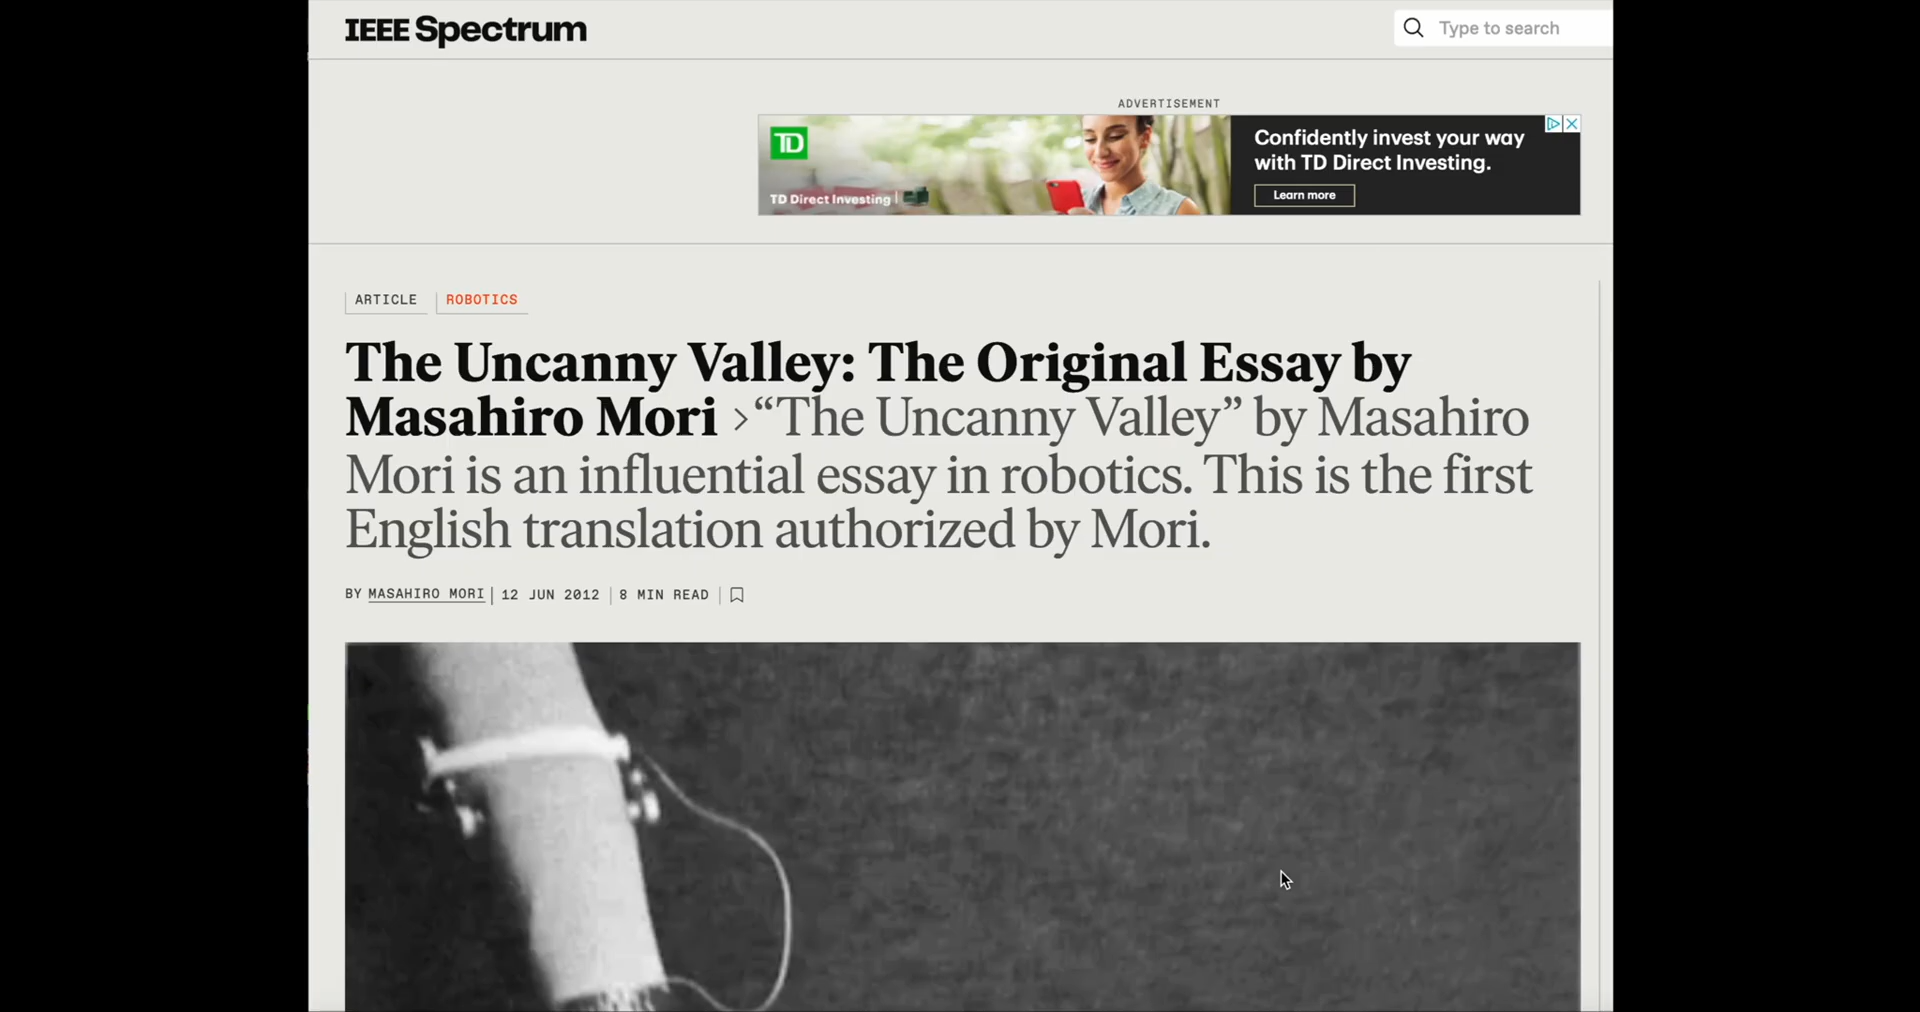 IEEE Spectrum
Type to search
ADVERTISEMENT
TD
TD Direct Investing
Confidently invest your way
with TD Direct Investing.
Learn more
ARTICLE
ROBOTICS
The Uncanny Valley: The Original Essay by
Masahiro Mori >“The Uncanny Valley” by Masahiro
Mori is an influential essay in robotics. This is the first
English translation authorized by Mori.
BY MASAHIRO MORI | 12 JUN 2012 | 8 MIN READ |